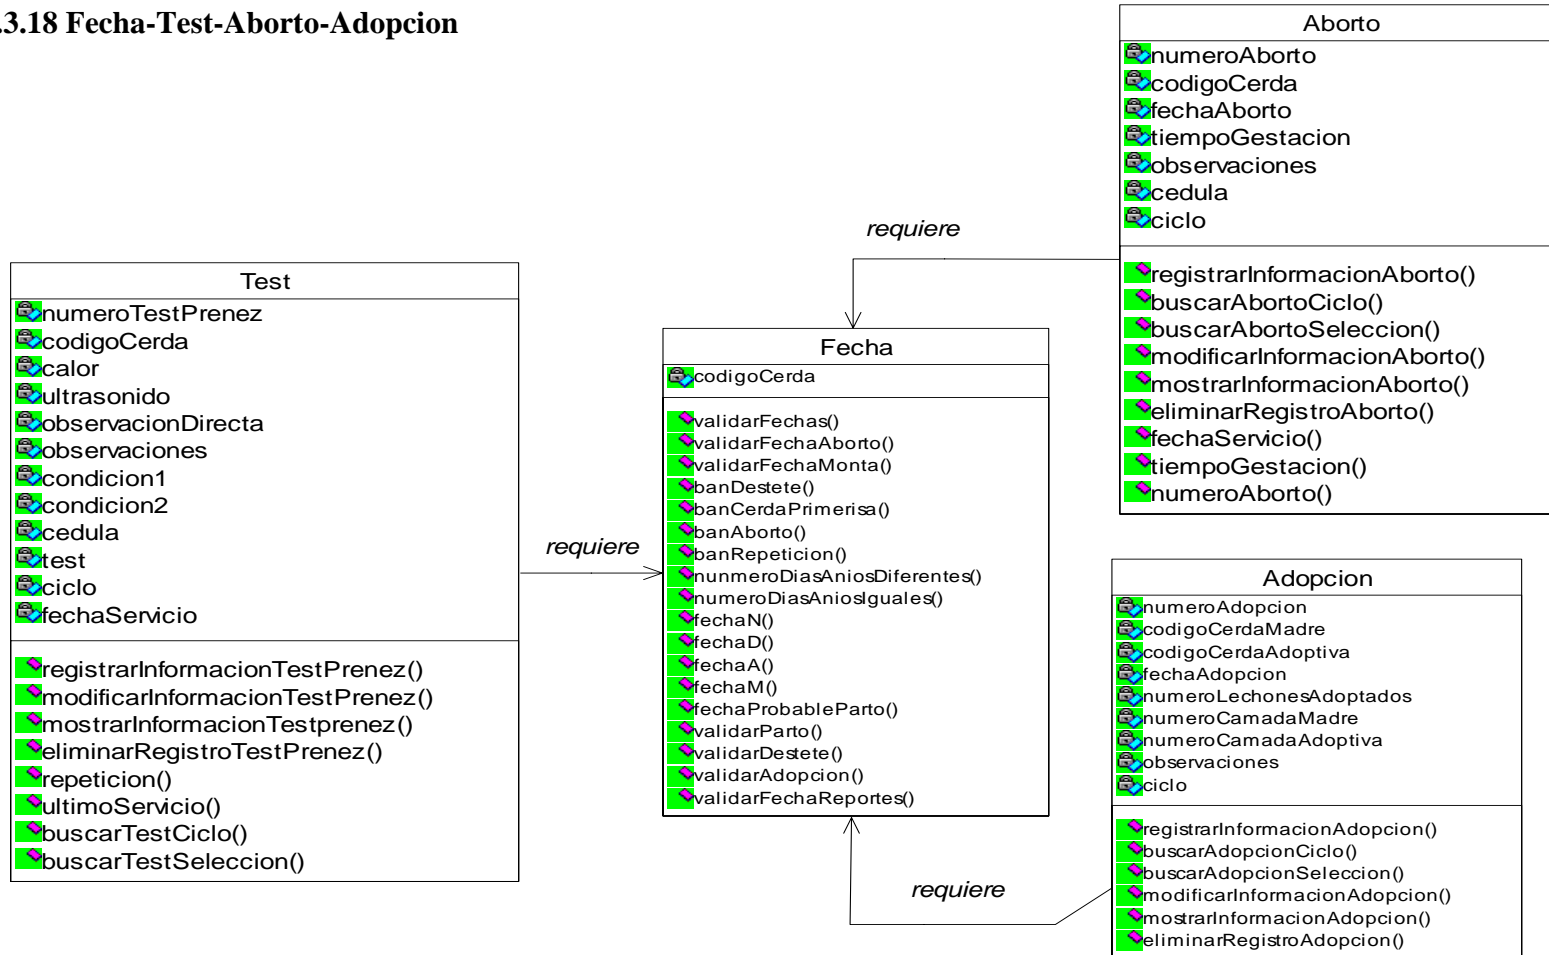 .3.18 Fecha-Test-Aborto-Adopcion
Aborto
numeroAborto
codigoCerda
fechaAborto
tiempoGestacion
observaciones
cedula
ciclo
registrarInformacionAborto()
buscarAbortoCiclo()
buscarAbortoSeleccion()
modificarInformacionAborto()
mostrarInformacionAborto()
eliminarRegistroAborto()
fechaServicio()
tiempoGestacion()
numeroAborto()
requiere
Test
numeroTestPrenez
codigoCerda
calor
ultrasonido
observacionDirecta
observaciones
condicion1
condicion2
cedula
test
ciclo
fechaServicio
registrarInformacionTestPrenez()
modificarInformacionTestPrenez()
mostrarInformacionTestprenez()
eliminarRegistroTestPrenez()
repeticion()
ultimoServicio()
buscarTestCiclo()
buscarTestSeleccion()
requiere
Fecha
codigoCerda
validarFechas()
validarFechaAborto()
validarFechaMonta()
banDestete()
banCerdaPrimerisa()
banAborto()
banRepeticion()
nunmeroDiasAniosDiferentes()
numeroDiasAniosIguales()
fechaN()
fechaD()
fechaA()
fechaM()
fechaProbableParto()
validarParto()
validarDestete()
validarAdopcion()
validarFechaReportes()
requiere
Adopcion
numeroAdopcion
codigoCerdaMadre
codigoCerdaAdoptiva
fechaAdopcion
numeroLechonesAdoptados
numeroCamadaMadre
numeroCamadaAdoptiva
observaciones
ciclo
registrarInformacionAdopcion()
buscarAdopcionCiclo()
buscarAdopcionSeleccion()
modificarInformacionAdopcion()
mostrarInformacionAdopcion()
eliminarRegistroAdopcion()